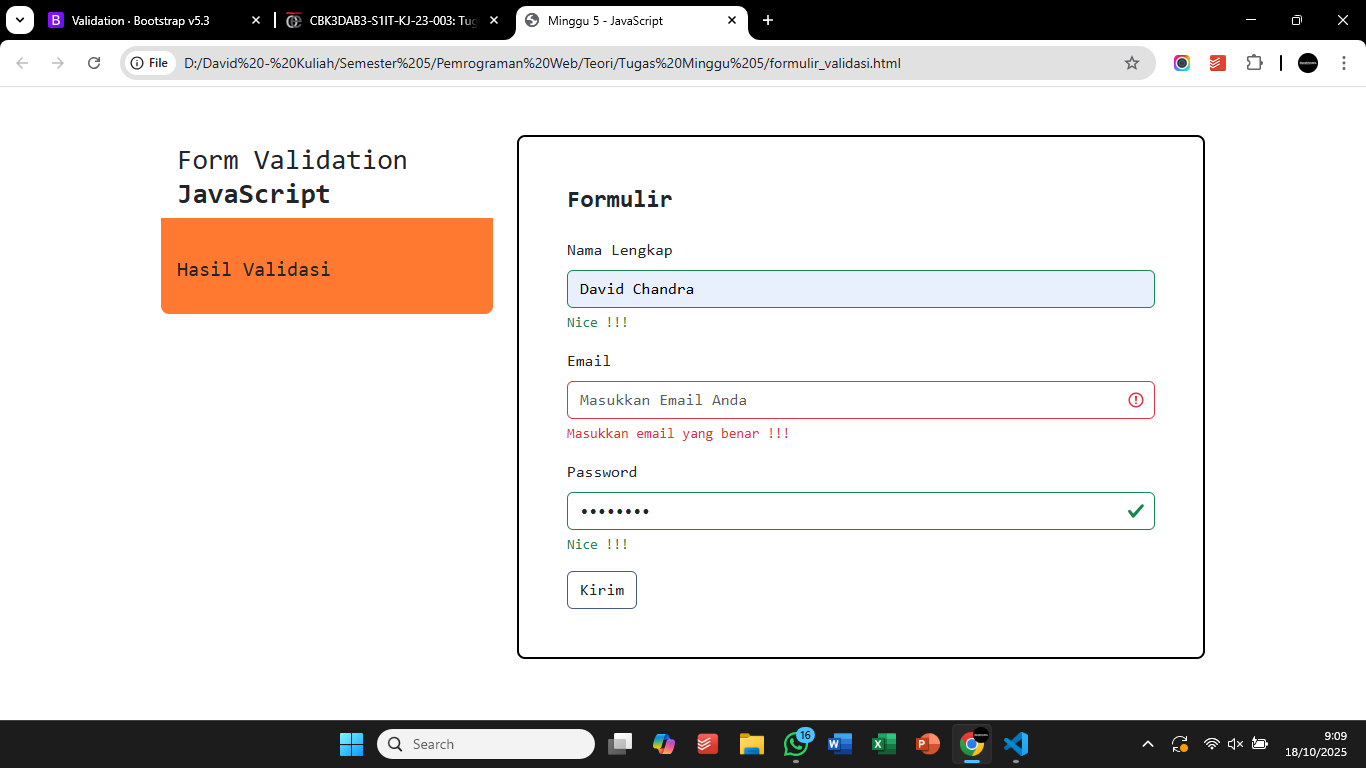 Validation · Bootstrap v5.3
CBK3DAB3-S1IT-KJ-23-003: Tug
Minggu 5 - JavaScript
File
D:/David%20-%20Kuliah/Semester%205/Pemrograman%20Web/Teori/Tugas%20Minggu%205/formulir_validasi.html
Form Validation
JavaScript
Hasil Validasi
Formulir
Nama Lengkap
David Chandra
Nice !!!
Email
Masukkan Email Anda
Masukkan email yang benar !!!
Password
••••••••
Nice !!!
Kirim
Search
16
9:09
18/10/2025